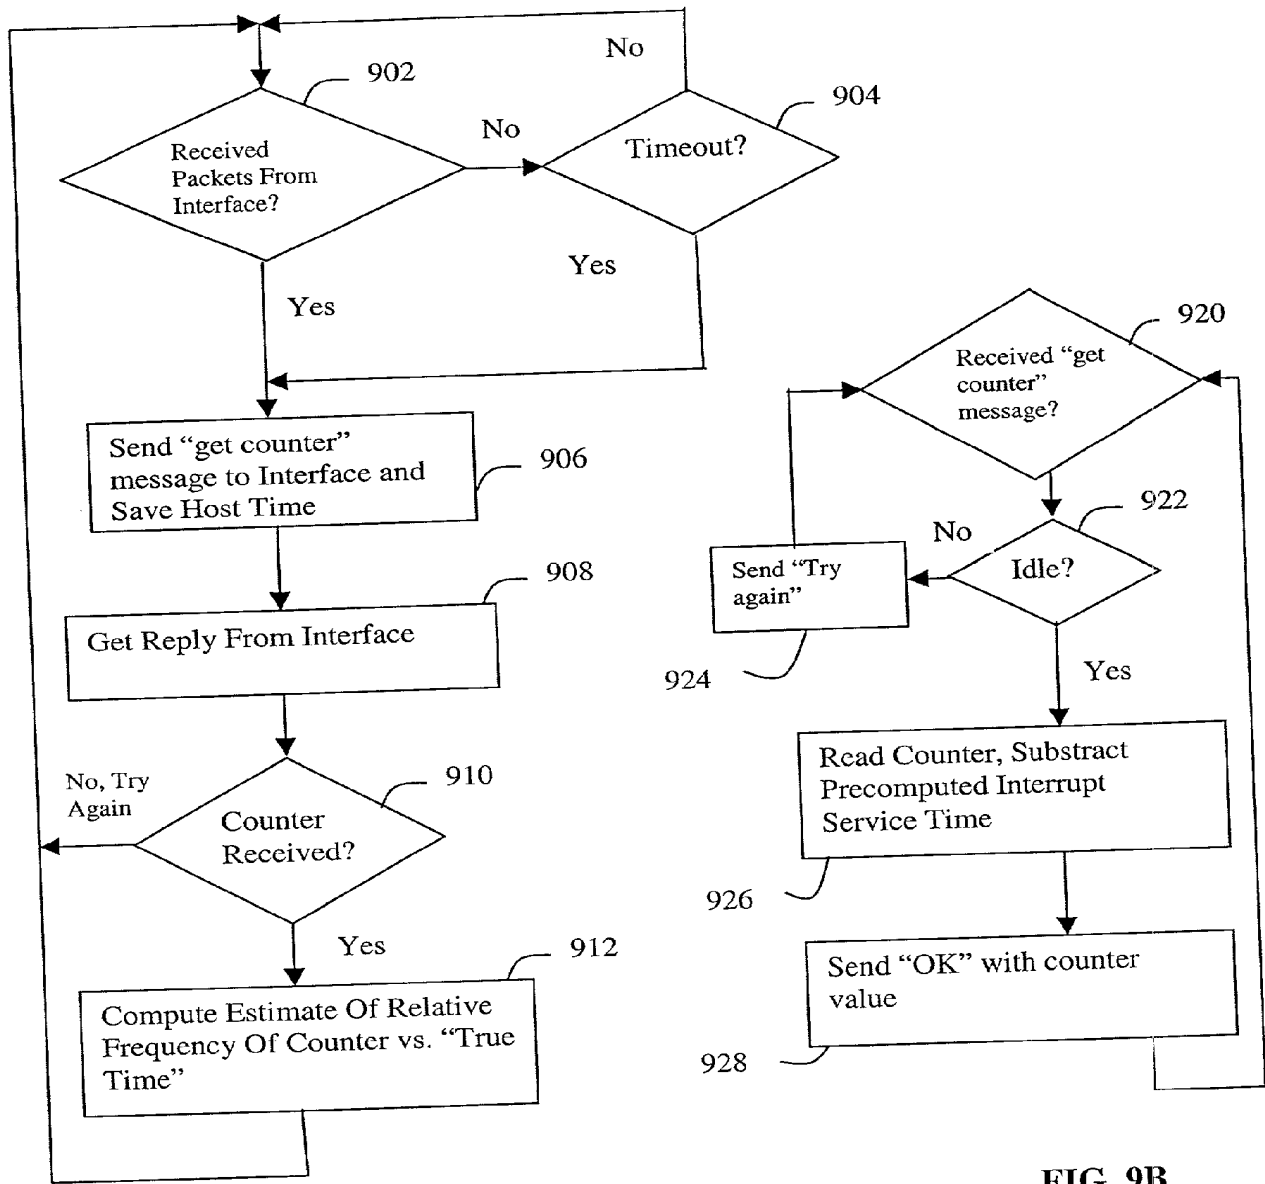 No
902
904
Received
Packets From
Interface?
No
Timeout?
Yes
Yes
Send “get counter”
message to Interface and
Save Host Time
906
908
Get Reply From Interface
No, Try
Again
910
Counter
Received?
Yes
912
Compute Estimate Of Relative
Frequency Of Counter vs. “True
Time”
920
Received “get
counter”
message?
922
No
Idle?
Send “Try
again”
924
Yes
Read Counter, Substract
Precomputed Interrupt
Service Time
926
Send “OK” with counter
value
928
FIG. 9B